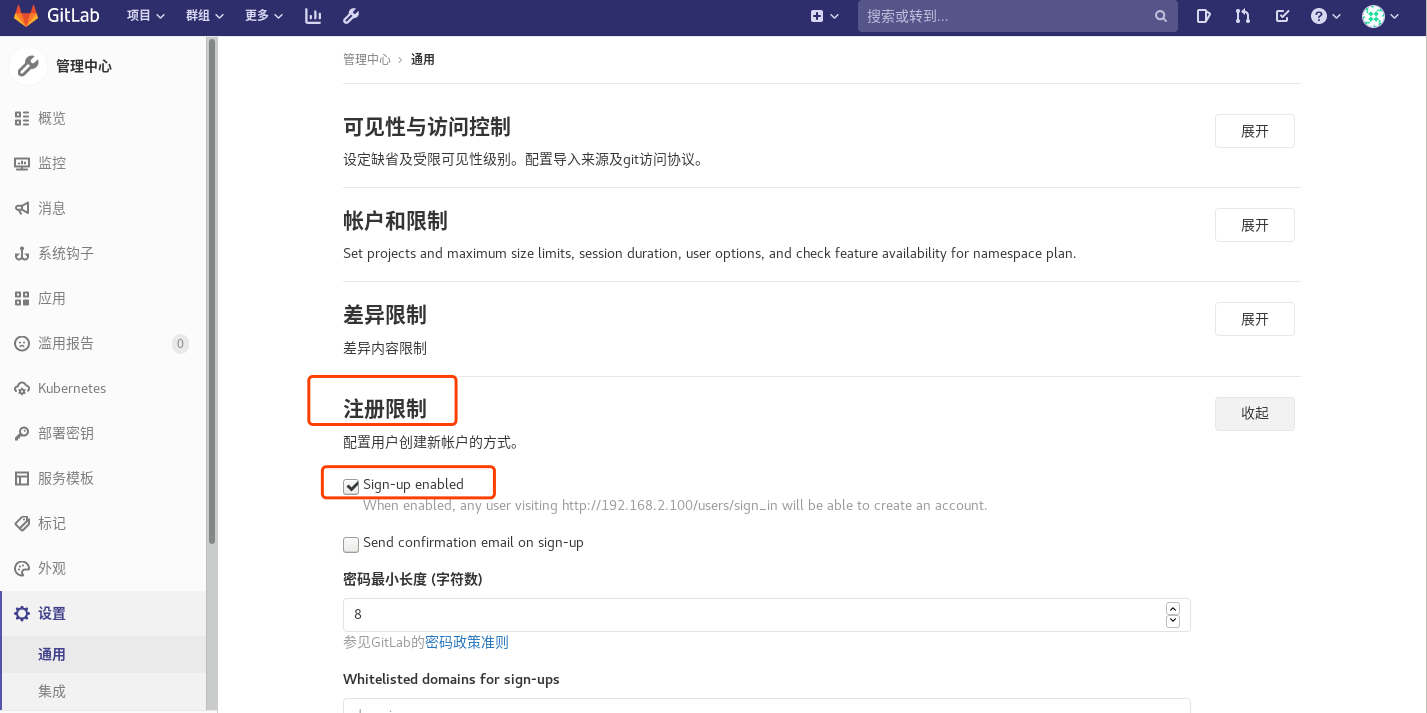 GitLab 项目 群组 更多 搜索或转到...
管理中心
概览
监控
消息
系统钩子
应用
滥用报告 0
Kubernetes
部署密钥
服务模板
标记
外观
设置
通用
集成
管理中心 › 通用
可见性与访问控制
展开
设定缺省及受限可见性级别。配置导入来源及git访问协议。
帐户和限制
展开
Set projects and maximum size limits, session duration, user options, and check feature availability for namespace plan.
差异限制
展开
差异内容限制
注册限制
收起
配置用户创建新帐户的方式。
Sign-up enabled
When enabled, any user visiting http://192.168.2.100/users/sign_in will be able to create an account.
Send confirmation email on sign-up
密码最小长度 (字符数)
8
参见GitLab的密码政策准则
Whitelisted domains for sign-ups